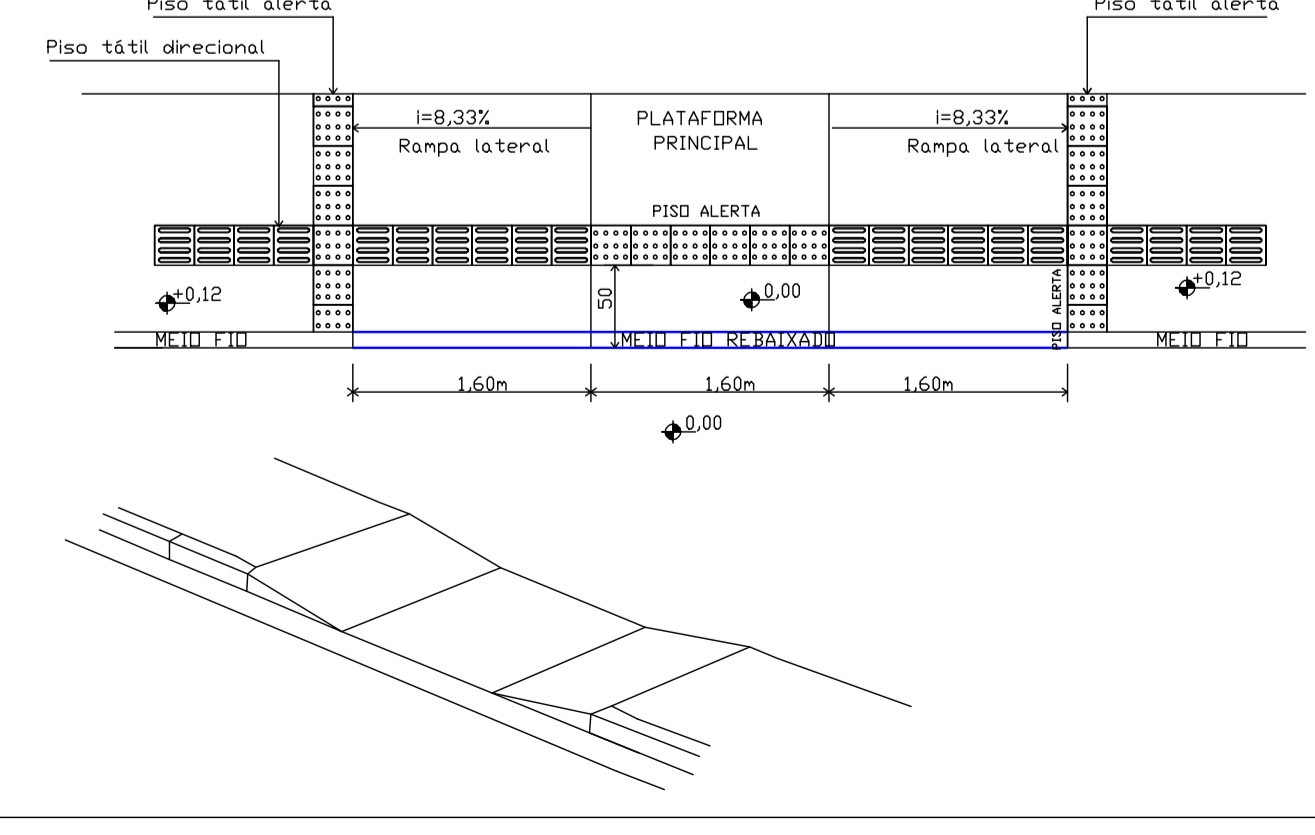 Piso tátil alerta
Piso tátil alerta
Piso tátil direcional
i=8,33%
Rampa lateral
PLATAFORMA
PRINCIPAL
i=8,33%
Rampa lateral
PISO ALERTA
+0,12
50
0,00
PISO ALERTA
+0,12
MEIO FIO
MEIO FIO REBAIXADO
MEIO FIO
1,60m
1,60m
1,60m
0,00